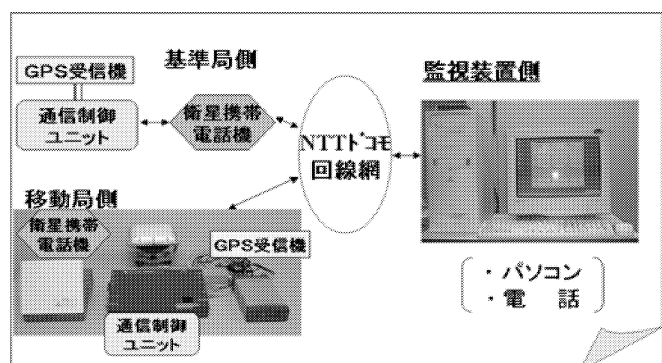 基準局側
GPS受信機
通信制御
ユニット
衛星携帯
電話機
NTTﾄﾞｺﾓ
回線網
監視装置側
・ パソコン
・ 電　話
移動局側
衛星携帯
電話機
GPS受信機
通信制御
ユニット